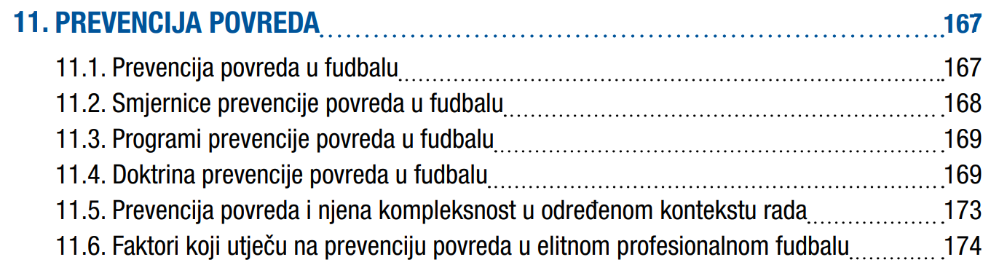 11. PREVENCIJA POVREDA 167
11.1. Prevencija povreda u fudbalu 167
11.2. Smjernice prevencije povreda u fudbalu 168
11.3. Programi prevencije povreda u fudbalu 169
11.4. Doktrina prevencije povreda u fudbalu 169
11.5. Prevencija povreda i njena kompleksnost u određenom kontekstu rada 173
11.6. Faktori koji utječu na prevenciju povreda u elitnom profesionalnom fudbalu 174